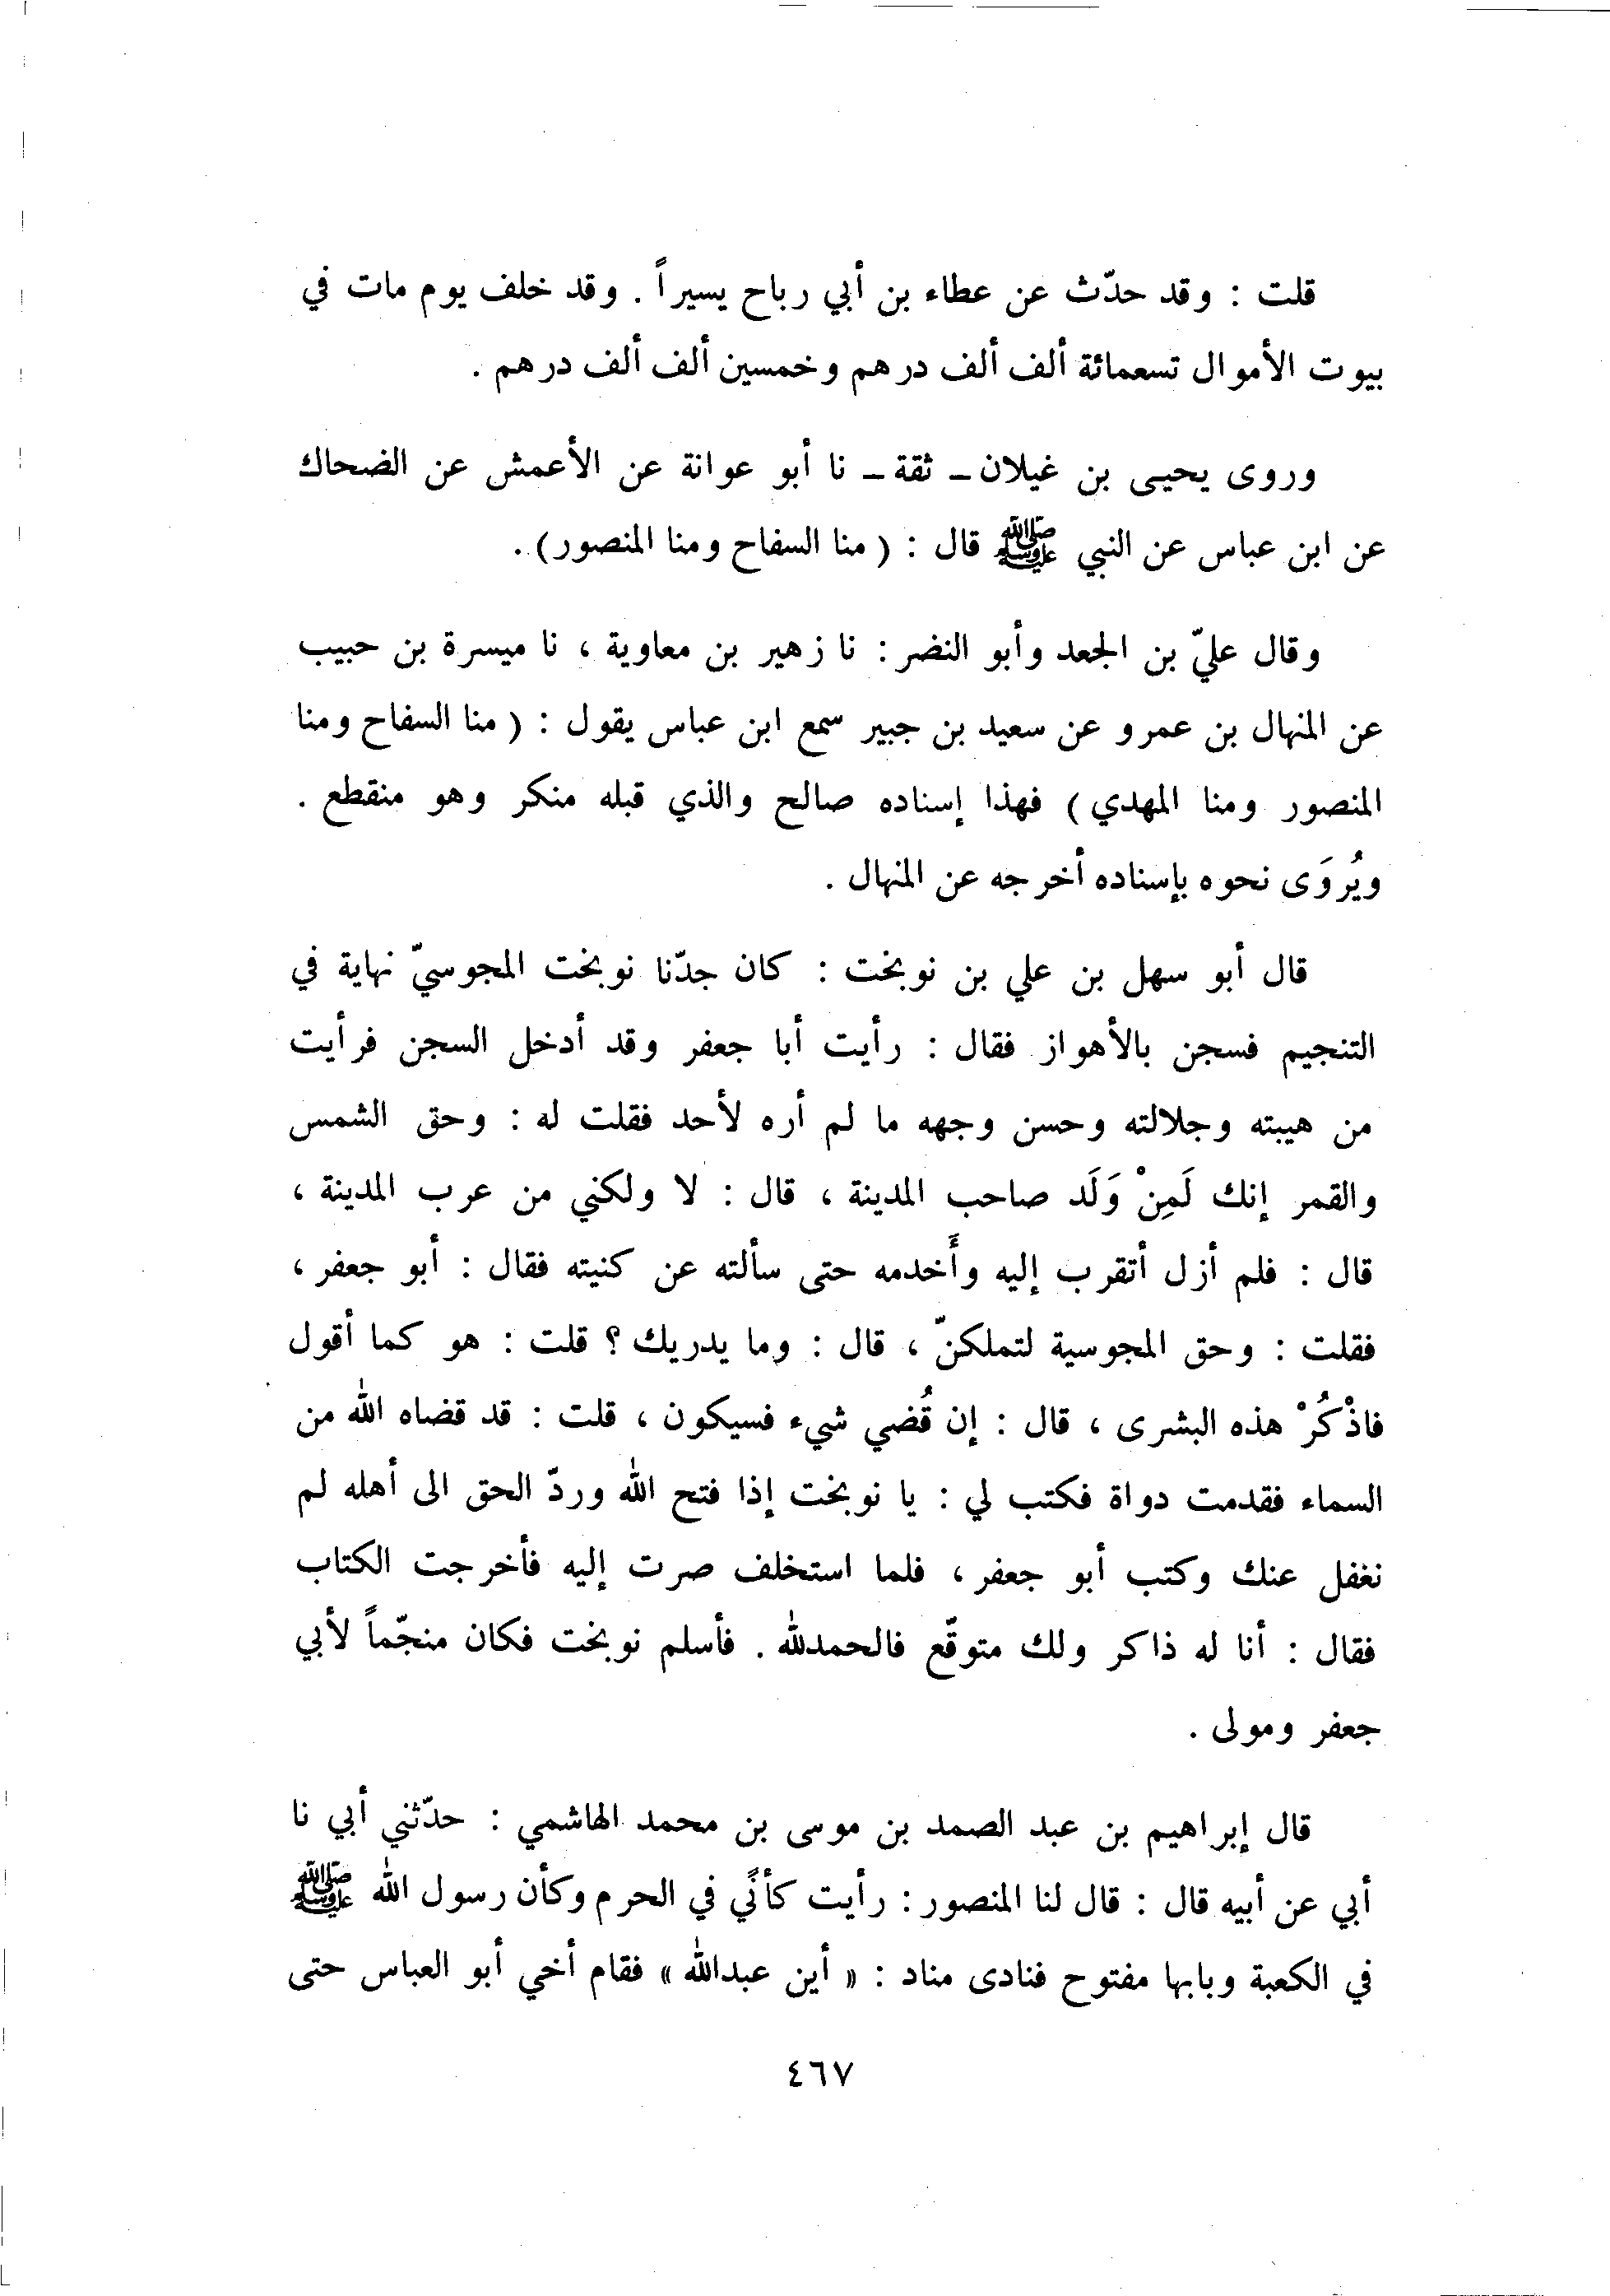 قلت : وقد حدّث عن عطاء بن أبي رباح يسيراً . وقد خلف يوم مات في
بيوت الأموال تسعمائة ألف ألف درهم وخمسين ألف ألف درهم .
وروى يحيى بن غيلان ــ ثقة ــ نا أبو عوانة عن الأعمش عن الضحاك
عن ابن عباس عن النبي ﷺ قال : ( منا السفاح ومنا المنصور ) .
وقال عليّ بن الجعد وأبو النضر : نا زهير بن معاوية ، نا ميسرة بن حبيب
عن المنهال بن عمرو عن سعيد بن جبير سمع ابن عباس يقول : ( منا السفاح ومنا
المنصور ومنا المهدي ) فهذا إسناده صالح والذي قبله منكر وهو منقطع .
ويُروَى نحوه بإسناده أخرجه عن المنهال .
قال أبو سهل بن علي بن نوبخت : كان جدّنا نوبخت المجوسيّ نهاية في
التنجيم فسجن بالأهواز فقال : رأيت أبا جعفر وقد أدخل السجن فرأيت
من هيبته وجلالته وحسن وجهه ما لم أره لأحد فقلت له : وحق الشمس
والقمر إنك لَمِنْ وَلَد صاحب المدينة ، قال : لا ولكني من عرب المدينة ،
قال : فلم أزل أتقرب إليه وأَخدمه حتى سألته عن كنيته فقال : أبو جعفر ،
فقلت : وحق المجوسية لتملكنّ ، قال : وما يدريك ؟ قلت : هو كما أقول
فاذْكُرْ هذه البشرى ، قال : إن قُضي شيء فسيكون ، قلت : قد قضاه الله من
السماء فقدمت دواة فكتب لي : يا نوبخت إذا فتح الله وردّ الحق الى أهله لم
نغفل عنك وكتب أبو جعفر ، فلما استخلف صرت إليه فأخرجت الكتاب
فقال : أنا له ذاكر ولك متوقّع فالحمدلله . فأسلم نوبخت فكان منجّماً لأبي
جعفر ومولى .
قال إبراهيم بن عبد الصمد بن موسى بن محمد الهاشمي : حدّثني أبي نا
أبي عن أبيه قال : قال لنا المنصور : رأيت كأنّي في الحرم وكأن رسول الله ﷺ
في الكعبة وبابها مفتوح فنادى مناد : « أين عبدالله » فقام أخي أبو العباس حتى
٤٦٧